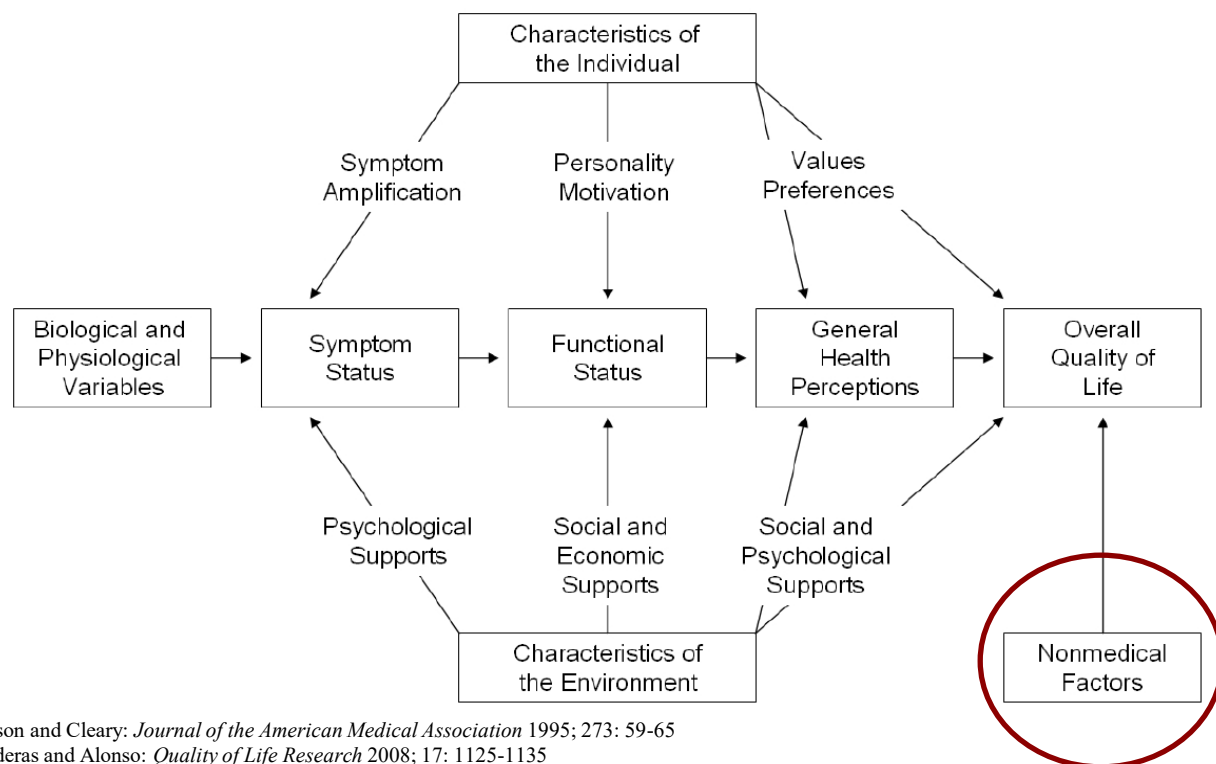 Characteristics of
the Individual
Symptom
Amplification
Personality
Motivation
Values
Preferences
Biological and
Physiological
Variables
Symptom
Status
Functional
Status
General
Health
Perceptions
Overall
Quality of
Life
Psychological
Supports
Social and
Economic
Supports
Social and
Psychological
Supports
Characteristics of
the Environment
Nonmedical
Factors
son and Cleary: Journal of the American Medical Association 1995; 273: 59-65
deras and Alonso: Quality of Life Research 2008; 17: 1125-1135